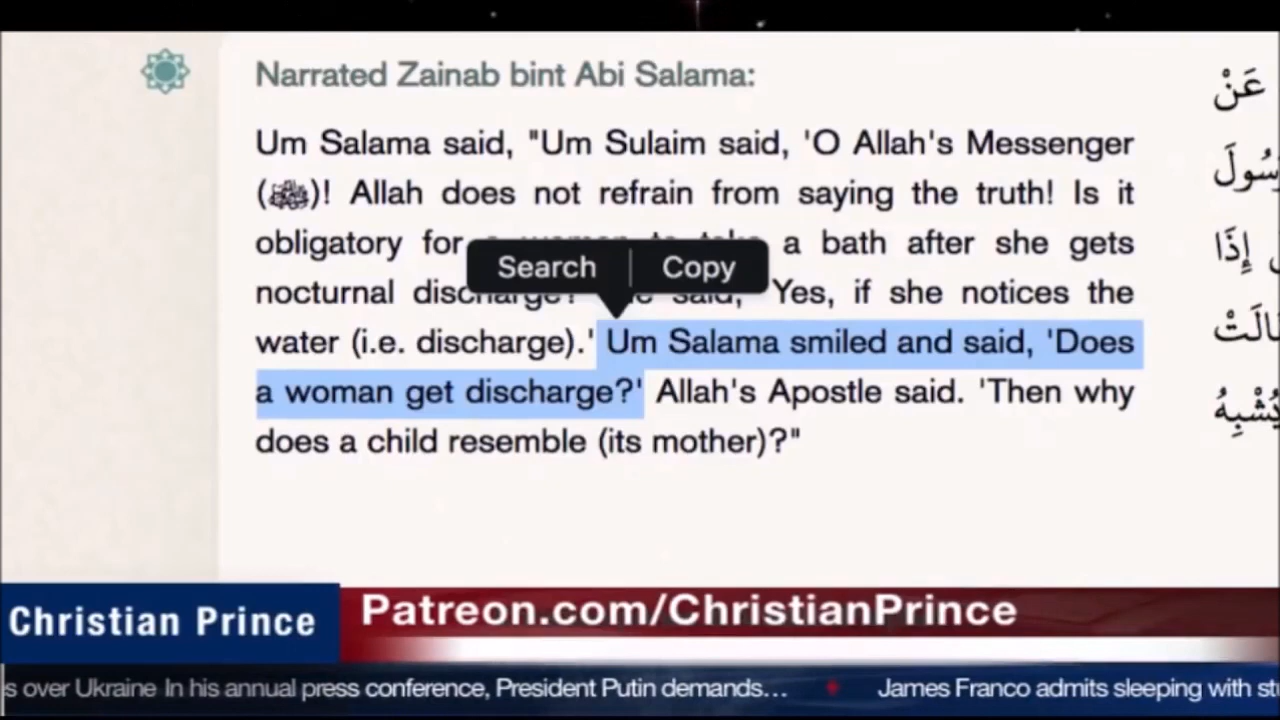 Narrated Zainab bint Abi Salama:
عَنْ
Um Salama said, "Um Sulaim said, 'O Allah's Messenger
(ﷺ)! Allah does not refrain from saying the truth! Is it
obligatory for a woman to take a bath after she gets
Search Copy
nocturnal discharge? He said, 'Yes, if she notices the
water (i.e. discharge).' Um Salama smiled and said, 'Does
a woman get discharge?' Allah's Apostle said. 'Then why
does a child resemble (its mother)?"
إِذَا
Christian Prince
Patreon.com/ChristianPrince
s over Ukraine In his annual press conference, President Putin demands... James Franco admits sleeping with